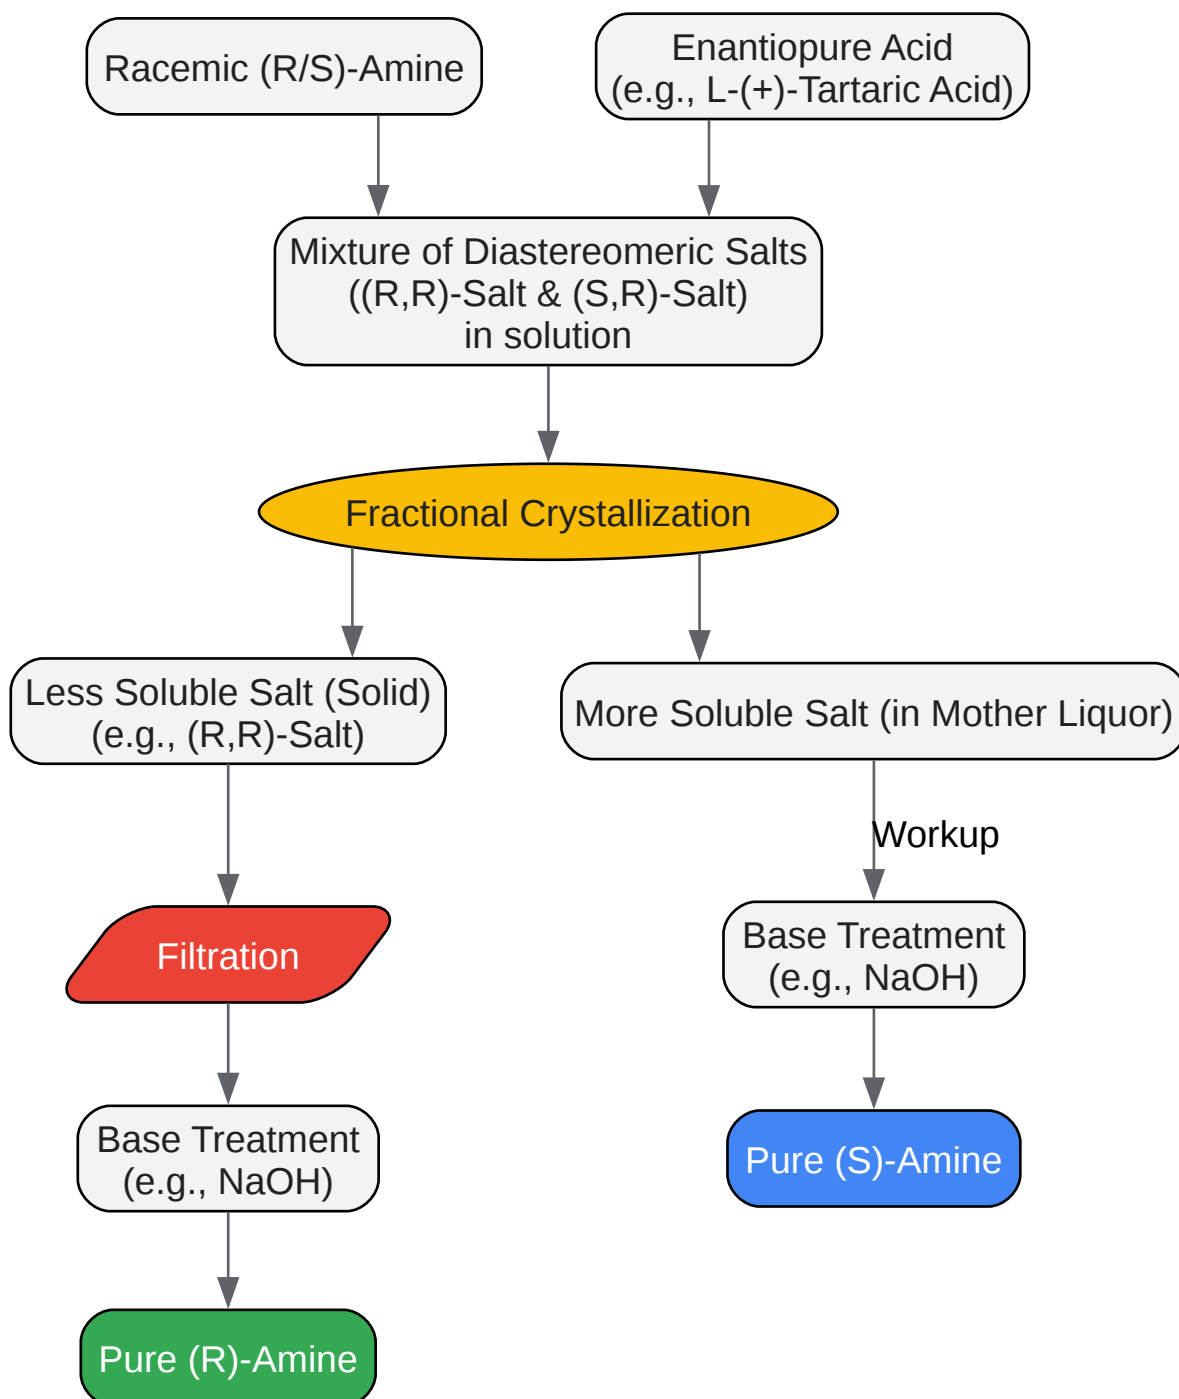 Racemic (R/S)-Amine
Enantiopure Acid
(e.g., L-(+)-Tartaric Acid)
Mixture of Diastereomeric Salts
((R,R)-Salt & (S,R)-Salt)
in solution
Fractional Crystallization
Less Soluble Salt (Solid)
(e.g., (R,R)-Salt)
More Soluble Salt (in Mother Liquor)
Workup
Filtration
Base Treatment
(e.g., NaOH)
Base Treatment
(e.g., NaOH)
Pure (S)-Amine
Pure (R)-Amine